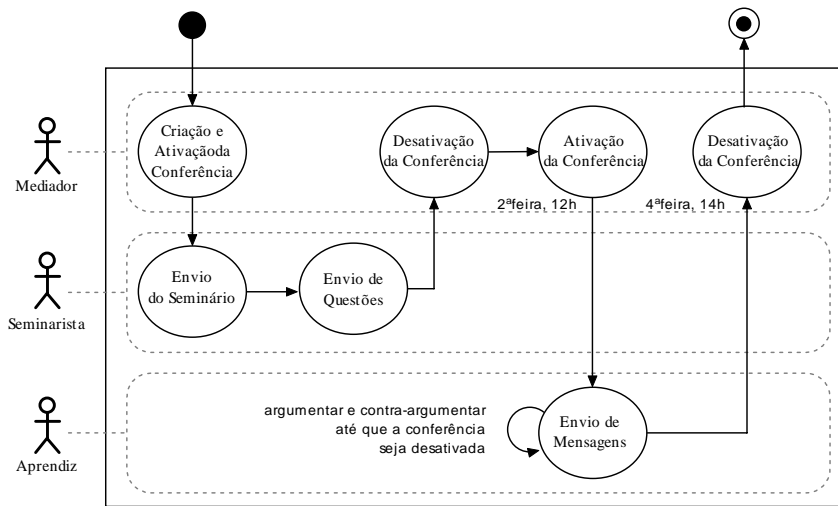 Criação e
Ativaçãoda
Conferência
Desativação
da Conferência
Ativação
da Conferência
Desativação
da Conferência
Mediador
2ªfeira, 12h
4ªfeira, 14h
Envio
do Seminário
Envio de
Questões
Seminarista
argumentar e contra-argumentar
até que a conferência
seja desativada
Envio de
Mensagens
Aprendiz